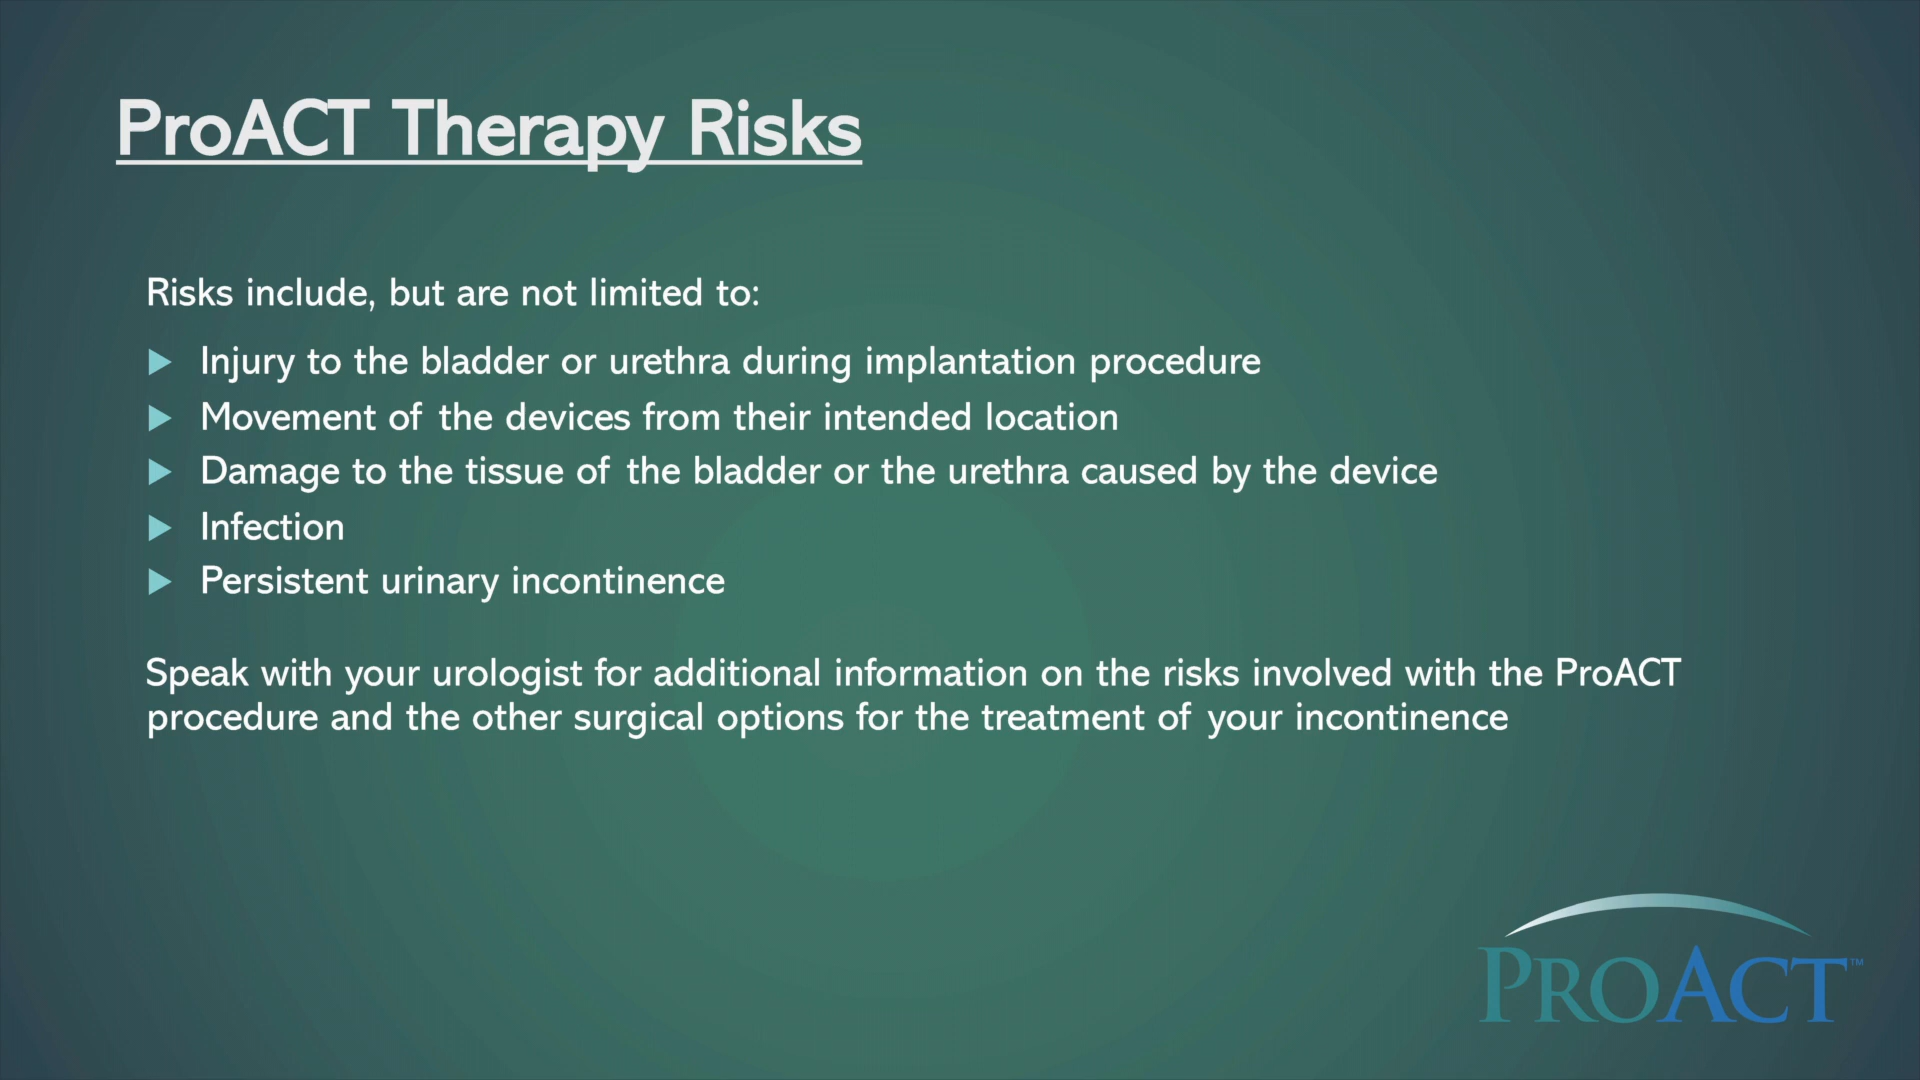 ProACT Therapy Risks
Risks include, but are not limited to:
Injury to the bladder or urethra during implantation procedure
Movement of the devices from their intended location
Damage to the tissue of the bladder or the urethra caused by the device
Infection
Persistent urinary incontinence
Speak with your urologist for additional information on the risks involved with the ProACT
procedure and the other surgical options for the treatment of your incontinence
PROACT™